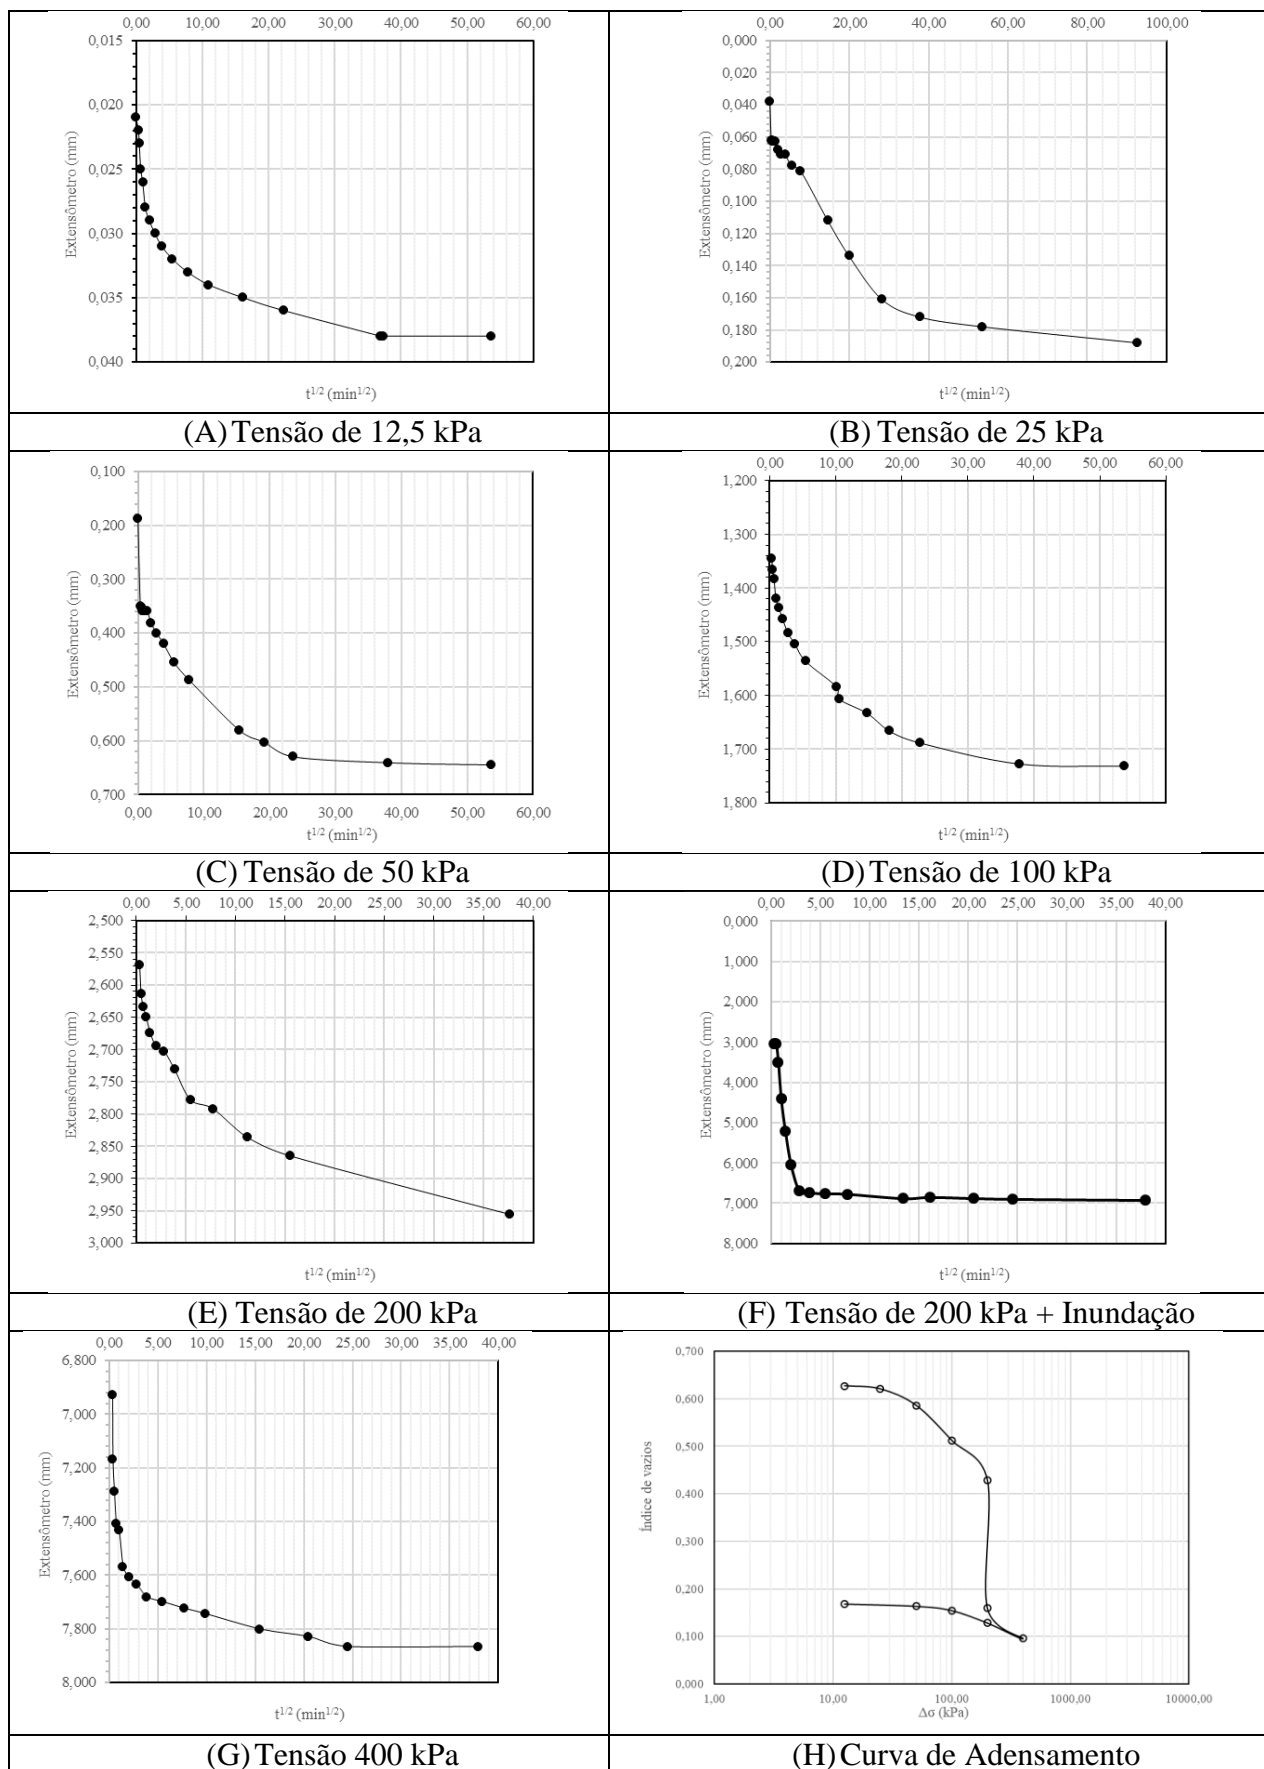 0,00 10,00 20,00 30,00 40,00 50,00 60,00
0,015
0,020
0,025
0,030
0,035
0,040
Extensômetro (mm)
t1/2 (min1/2)
(A) Tensão de 12,5 kPa
0,00 20,00 40,00 60,00 80,00 100,00
0,000
0,020
0,040
0,060
0,080
0,100
0,120
0,140
0,160
0,180
0,200
Extensômetro (mm)
t1/2 (min1/2)
(B) Tensão de 25 kPa
0,100
0,200
0,300
0,400
0,500
0,600
0,700
Extensômetro (mm)
0,00 10,00 20,00 30,00 40,00 50,00 60,00
t1/2 (min1/2)
(C) Tensão de 50 kPa
0,00 10,00 20,00 30,00 40,00 50,00 60,00
1,200
1,300
1,400
1,500
1,600
1,700
1,800
Extensômetro (mm)
t1/2 (min1/2)
(D) Tensão de 100 kPa
0,00 5,00 10,00 15,00 20,00 25,00 30,00 35,00 40,00
2,500
2,550
2,600
2,650
2,700
2,750
2,800
2,850
2,900
2,950
3,000
Extensômetro (mm)
t1/2 (min1/2)
(E) Tensão de 200 kPa
0,00 5,00 10,00 15,00 20,00 25,00 30,00 35,00 40,00
0,000
1,000
2,000
3,000
4,000
5,000
6,000
7,000
8,000
Extensômetro (mm)
t1/2 (min1/2)
(F) Tensão de 200 kPa + Inundação
0,00 5,00 10,00 15,00 20,00 25,00 30,00 35,00 40,00
6,800
7,000
7,200
7,400
7,600
7,800
8,000
Extensômetro (mm)
t1/2 (min1/2)
(G) Tensão 400 kPa
0,700
0,600
0,500
0,400
0,300
0,200
0,100
0,000
Índice de vazios
1,00 10,00 100,00 1000,00 10000,00
Δσ (kPa)
(H) Curva de Adensamento